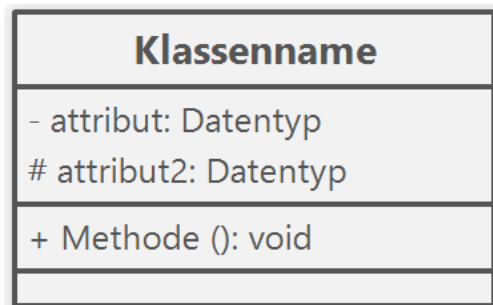 Klassenname
- attribut: Datentyp
# attribut2: Datentyp
+ Methode (): void